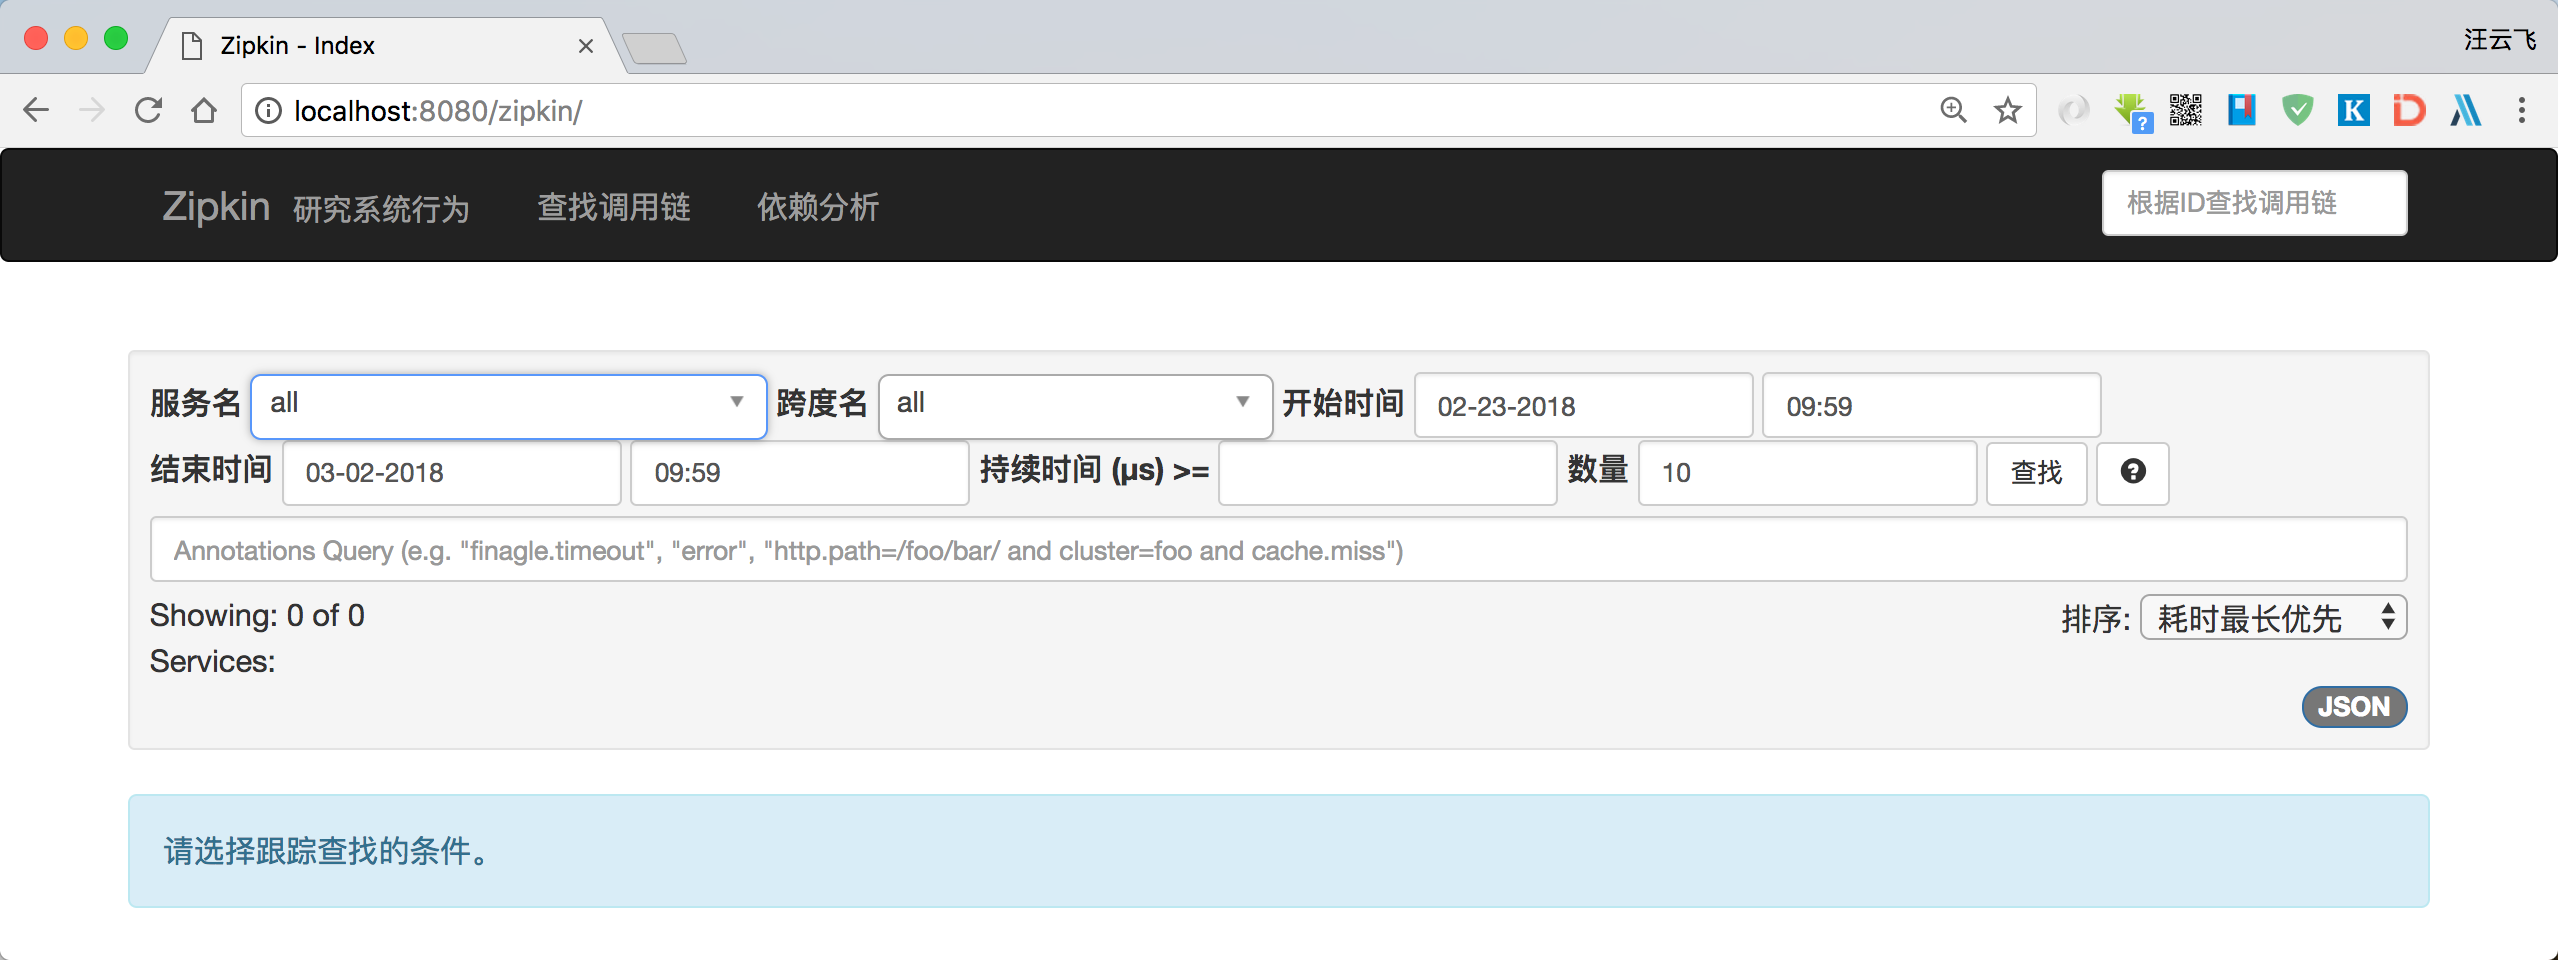 Zipkin - Index
汪云飞
localhost:8080/zipkin/
Zipkin 研究系统行为 查找调用链 依赖分析 根据ID查找调用链
服务名 all 跨度名 all 开始时间 02-23-2018 09:59
结束时间 03-02-2018 09:59 持续时间 (μs) >= 数量 10 查找
Annotations Query (e.g. "finagle.timeout", "error", "http.path=/foo/bar/ and cluster=foo and cache.miss")
Showing: 0 of 0 排序: 耗时最长优先
Services:
JSON
请选择跟踪查找的条件。